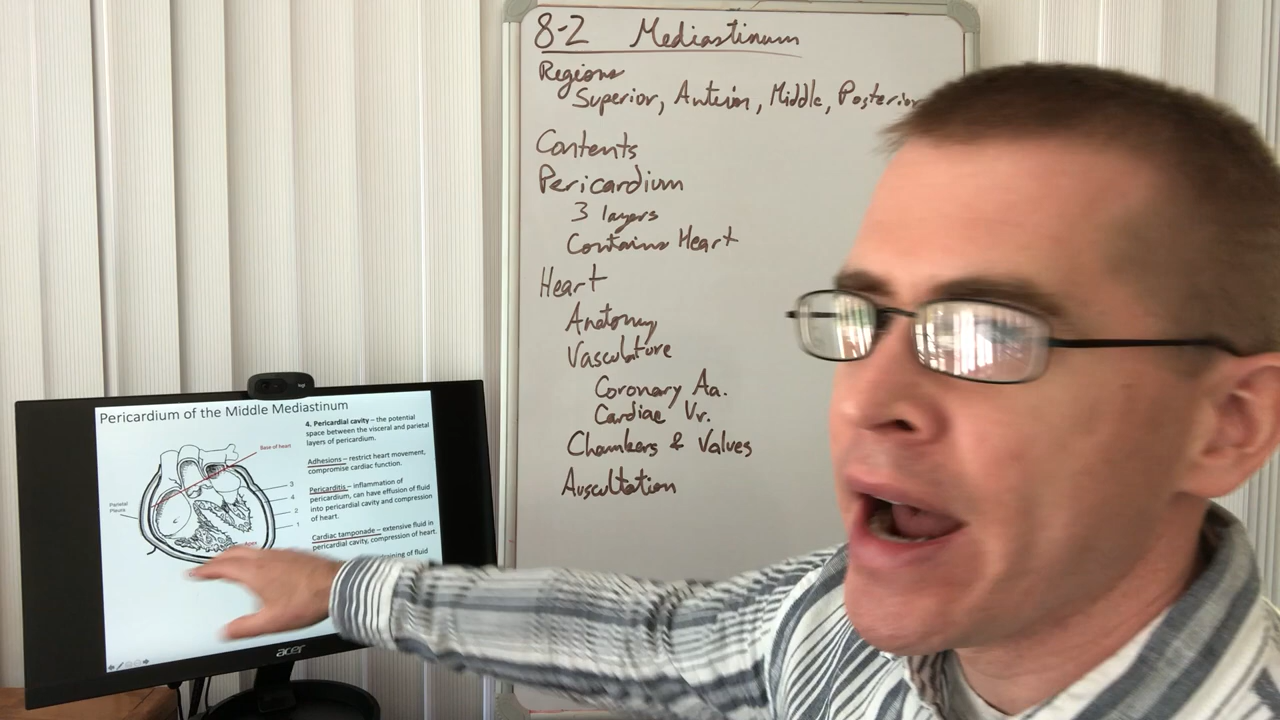 8-2 Mediastinum
Regions
Superior, Anterior, Middle, Posterior
Contents
Pericardium
3 layers
Contains Heart
Heart
Anatomy
Vasculature
Coronary Aa.
Cardiac Vv.
Chambers & Valves
Auscultation
Pericardium of the Middle Mediastinum
4. Pericardial cavity – the potential
space between the visceral and parietal
layers of pericardium.
Adhesions – restrict heart movement,
compromise cardiac function.
Pericarditis – inflammation of
pericardium, can have effusion of fluid
into pericardial cavity and compression
of heart.
Cardiac tamponade – extensive fluid in
pericardial cavity, compression of heart.
draining of fluid
Base of heart
Parietal
Pleura
3
4
2
1
acer